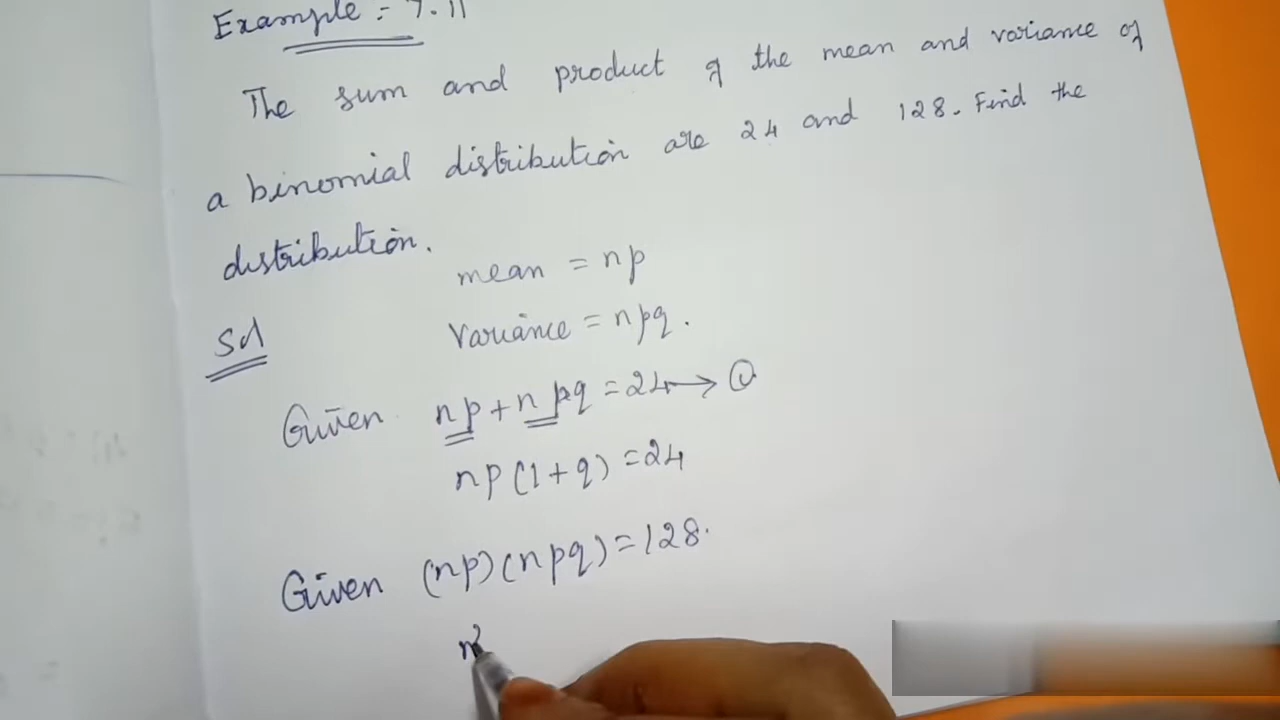 Example :- 7.11
The sum and product of the mean and variance of
a binomial distribution are 24 and 128. Find the
distribution.
mean = np
Sol
Variance = npq.
Given np + npq = 24 → ①
np (1 + q) = 24
Given (np) (npq) = 128.
n²